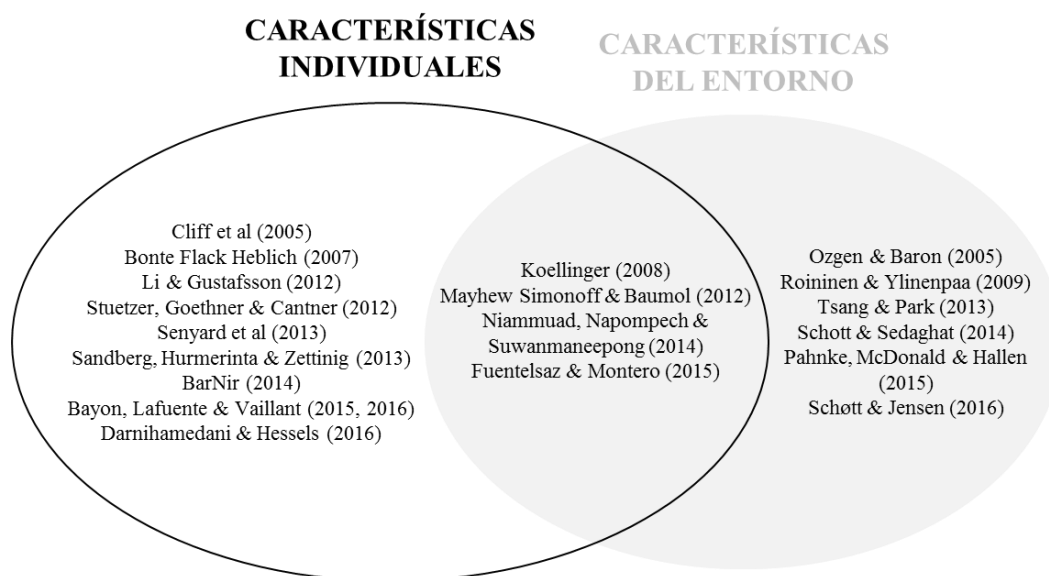 CARACTERÍSTICAS
INDIVIDUALES
CARACTERÍSTICAS
DEL ENTORNO
Cliff et al (2005)
Bonte Flack Heblich (2007)
Li & Gustafsson (2012)
Stuetzer, Goethner & Cantner (2012)
Senyard et al (2013)
Sandberg, Hurmerinta & Zettinig (2013)
BarNir (2014)
Bayon, Lafuente & Vaillant (2015, 2016)
Darnihamedani & Hessels (2016)
Koellinger (2008)
Mayhew Simonoff & Baumol (2012)
Niammuad, Napompech &
Suwanmaneepong (2014)
Fuentelsaz & Montero (2015)
Ozgen & Baron (2005)
Roininen & Ylinenpaa (2009)
Tsang & Park (2013)
Schott & Sedaghat (2014)
Pahnke, McDonald & Hallen
(2015)
Schøtt & Jensen (2016)